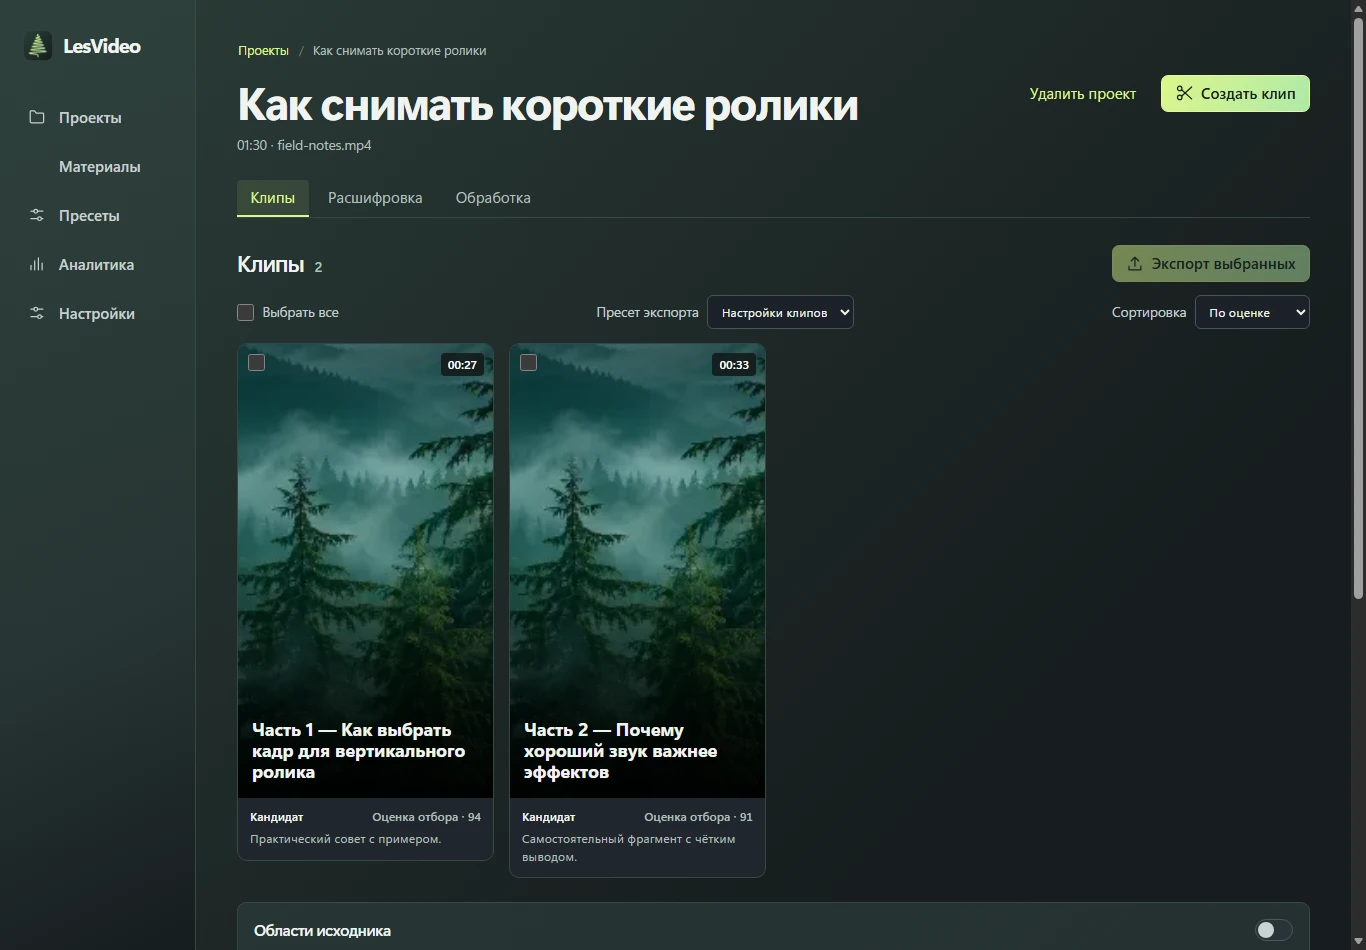 LesVideo
Проекты
Материалы
Пресеты
Аналитика
Настройки
Проекты / Как снимать короткие ролики
Как снимать короткие ролики
01:30 · field-notes.mp4
Удалить проект
Создать клип
Клипы
Расшифровка
Обработка
Клипы 2
Экспорт выбранных
Выбрать все
Пресет экспорта
Настройки клипов
Сортировка
По оценке
00:27
Часть 1 — Как выбрать
кадр для вертикального
ролика
Кандидат
Оценка отбора · 94
Практический совет с примером.
00:33
Часть 2 — Почему
хороший звук важнее
эффектов
Кандидат
Оценка отбора · 91
Самостоятельный фрагмент с чётким
выводом.
Области исходника